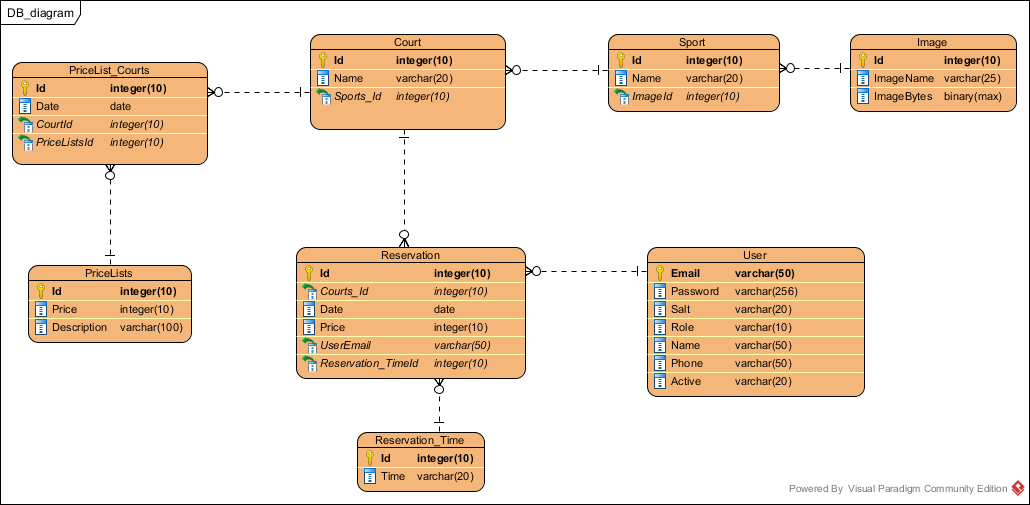 DB_diagram
PriceList_Courts
Id integer(10)
Date date
CourtId integer(10)
PriceListsId integer(10)
Court
Id integer(10)
Name varchar(20)
Sports_Id integer(10)
Sport
Id integer(10)
Name varchar(20)
ImageId integer(10)
Image
Id integer(10)
ImageName varchar(25)
ImageBytes binary(max)
PriceLists
Id integer(10)
Price integer(10)
Description varchar(100)
Reservation
Id integer(10)
Courts_Id integer(10)
Date date
Price integer(10)
UserEmail varchar(50)
Reservation_TimeId integer(10)
User
Email varchar(50)
Password varchar(256)
Salt varchar(20)
Role varchar(10)
Name varchar(50)
Phone varchar(50)
Active varchar(20)
Reservation_Time
Id integer(10)
Time varchar(20)
Powered By Visual Paradigm Community Edition